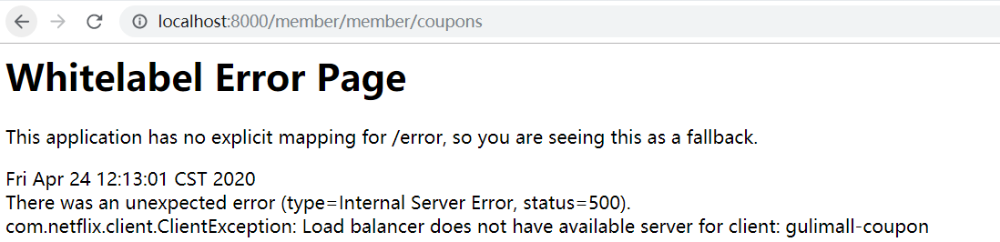 localhost:8000/member/member/coupons
Whitelabel Error Page
This application has no explicit mapping for /error, so you are seeing this as a fallback.
Fri Apr 24 12:13:01 CST 2020
There was an unexpected error (type=Internal Server Error, status=500).
com.netflix.client.ClientException: Load balancer does not have available server for client: gulimall-coupon